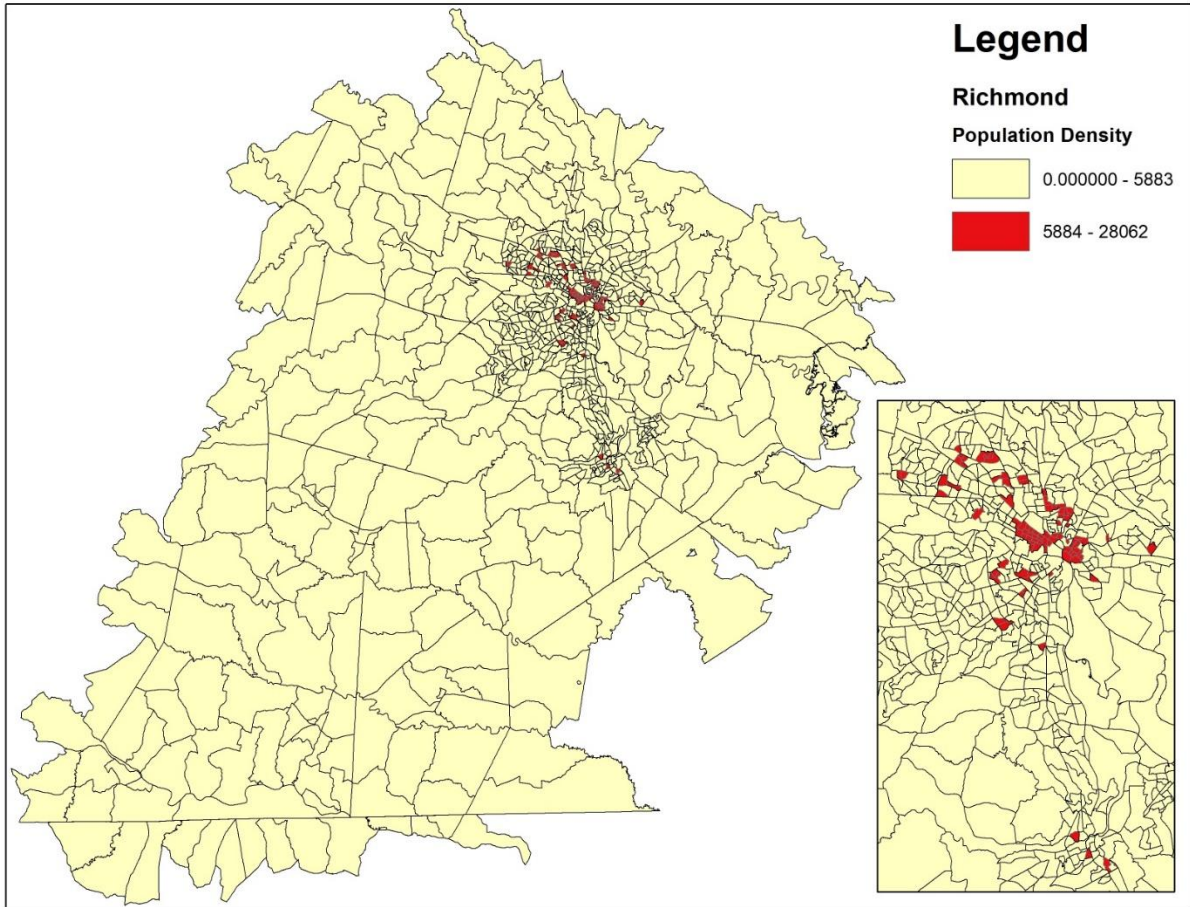 Legend
Richmond
Population Density
0.000000 - 5883
5884 - 28062